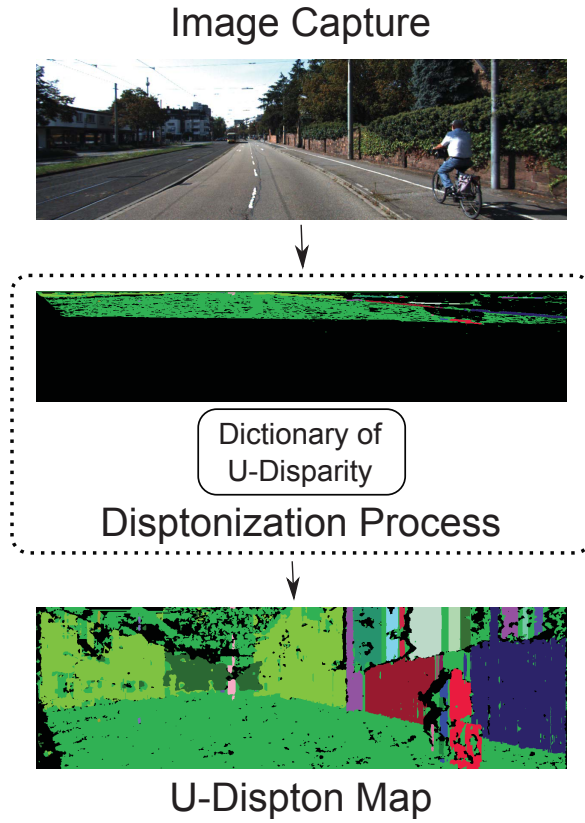 Image Capture
Dictionary of
U-Disparity
Disptonization Process
U-Dispton Map